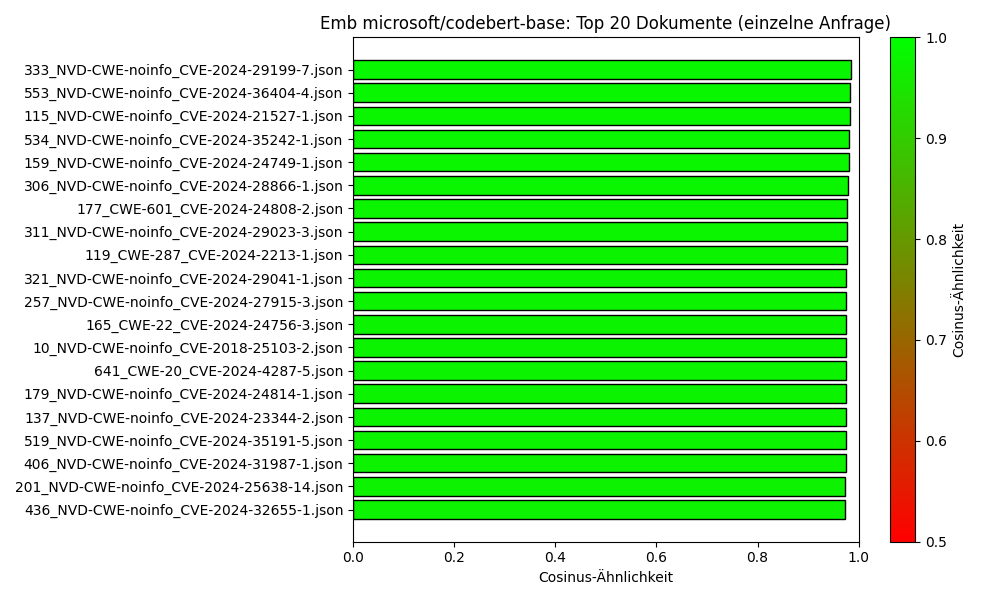 Emb microsoft/codebert-base: Top 20 Dokumente (einzelne Anfrage)
333_NVD-CWE-noinfo_CVE-2024-29199-7.json
553_NVD-CWE-noinfo_CVE-2024-36404-4.json
115_NVD-CWE-noinfo_CVE-2024-21527-1.json
534_NVD-CWE-noinfo_CVE-2024-35242-1.json
159_NVD-CWE-noinfo_CVE-2024-24749-1.json
306_NVD-CWE-noinfo_CVE-2024-28866-1.json
177_CWE-601_CVE-2024-24808-2.json
311_NVD-CWE-noinfo_CVE-2024-29023-3.json
119_CWE-287_CVE-2024-2213-1.json
321_NVD-CWE-noinfo_CVE-2024-29041-1.json
257_NVD-CWE-noinfo_CVE-2024-27915-3.json
165_CWE-22_CVE-2024-24756-3.json
10_NVD-CWE-noinfo_CVE-2018-25103-2.json
641_CWE-20_CVE-2024-4287-5.json
179_NVD-CWE-noinfo_CVE-2024-24814-1.json
137_NVD-CWE-noinfo_CVE-2024-23344-2.json
519_NVD-CWE-noinfo_CVE-2024-35191-5.json
406_NVD-CWE-noinfo_CVE-2024-31987-1.json
201_NVD-CWE-noinfo_CVE-2024-25638-14.json
436_NVD-CWE-noinfo_CVE-2024-32655-1.json
0.0 0.2 0.4 0.6 0.8 1.0
Cosinus-Ähnlichkeit
1.0
0.9
0.8
0.7
0.6
0.5
Cosinus-Ähnlichkeit